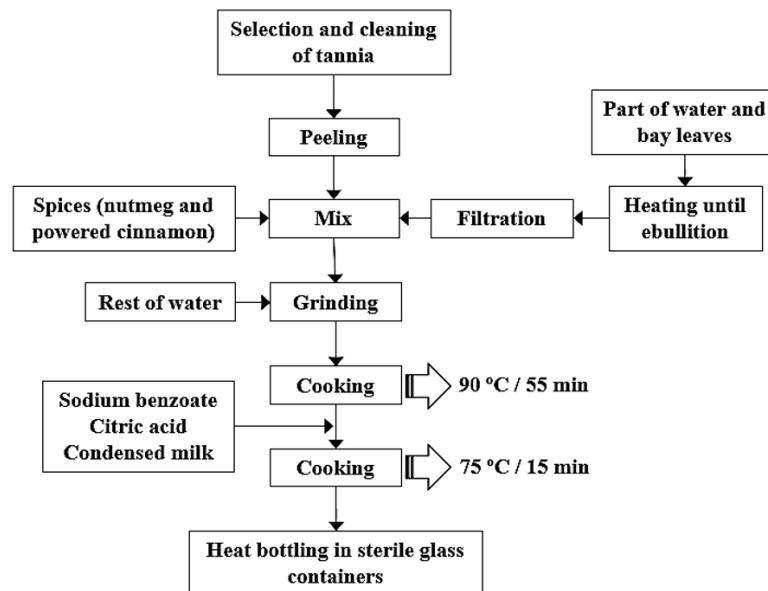 Selection and cleaning
of tannia
Peeling
Part of water and
bay leaves
Spices (nutmeg and
powered cinnamon)
Mix
Filtration
Heating until
ebullition
Rest of water
Grinding
Cooking
90 ºC / 55 min
Sodium benzoate
Citric acid
Condensed milk
Cooking
75 ºC / 15 min
Heat bottling in sterile glass
containers